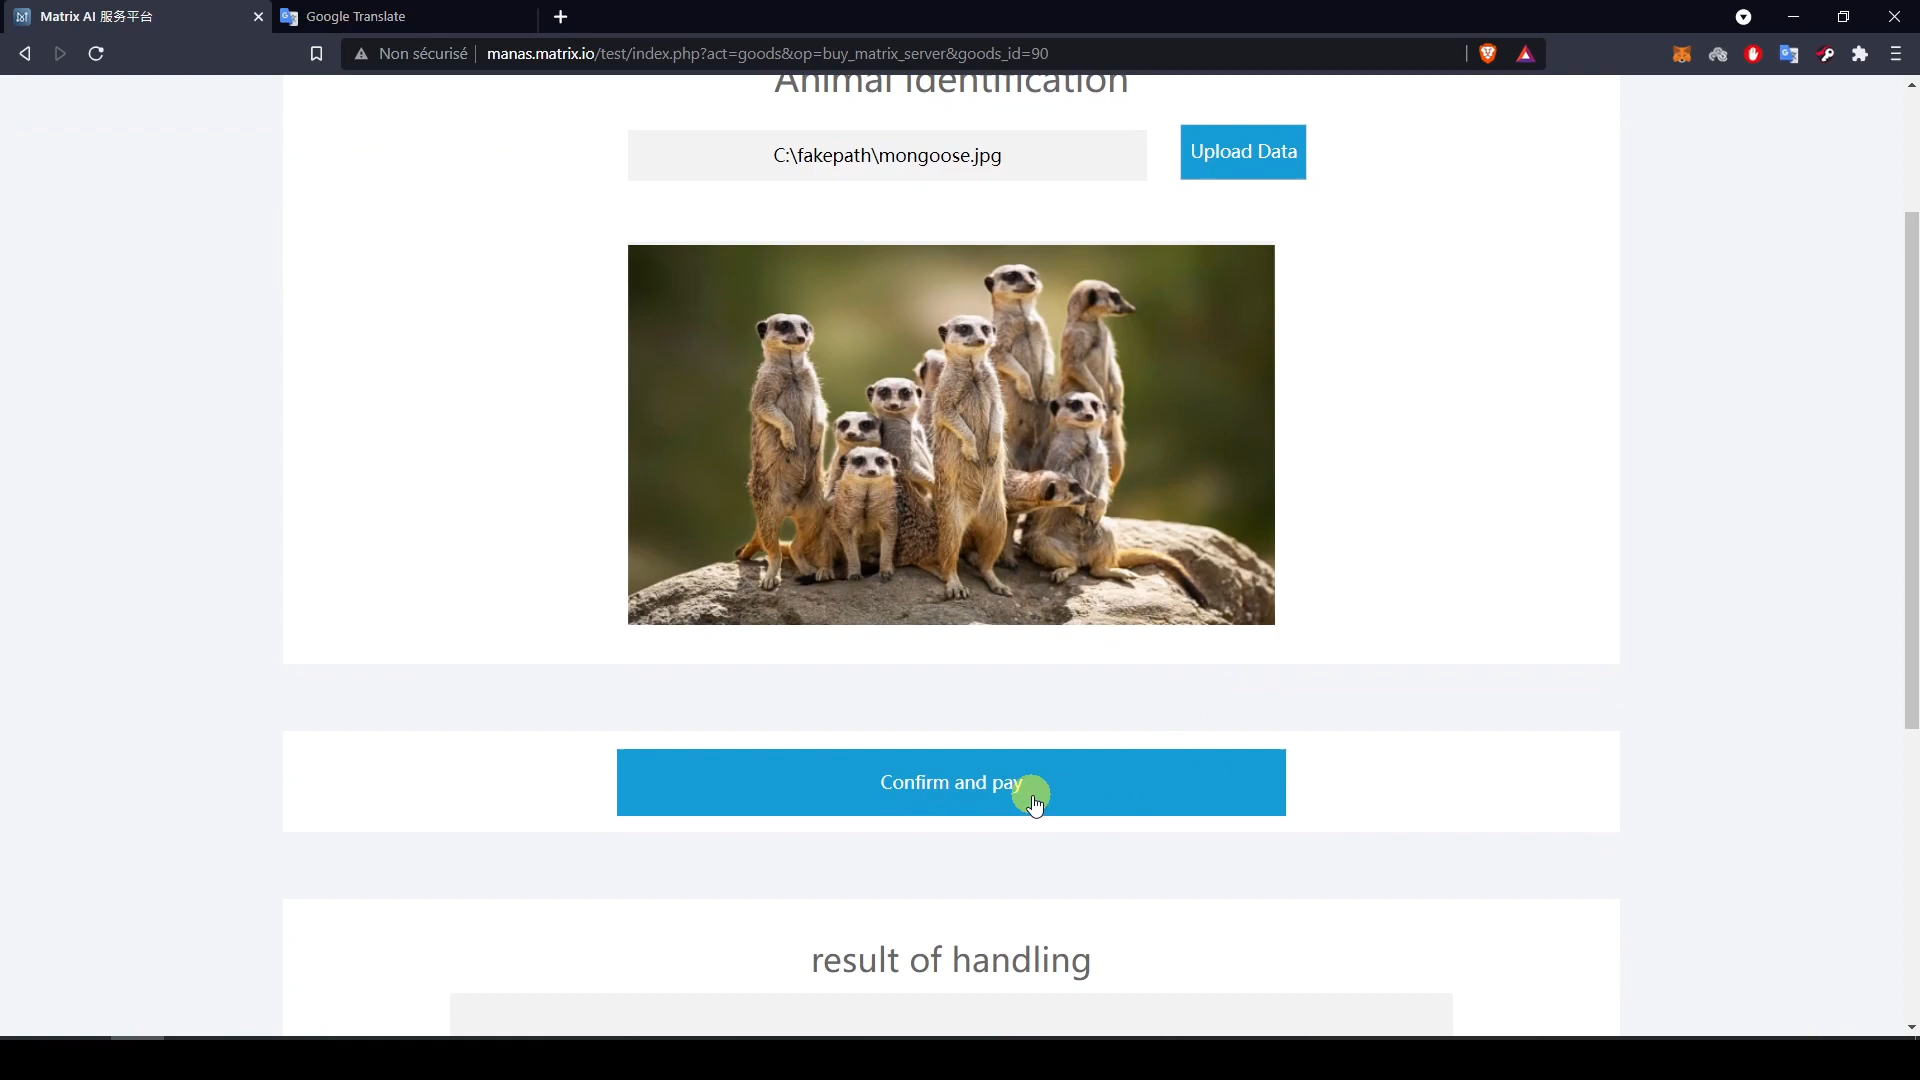 Matrix AI 服务平台
Google Translate
Non sécurisé
manas.matrix.io/test/index.php?act=goods&op=buy_matrix_server&goods_id=90
Animal Identification
C:\fakepath\mongoose.jpg
Upload Data
Confirm and pay
result of handling